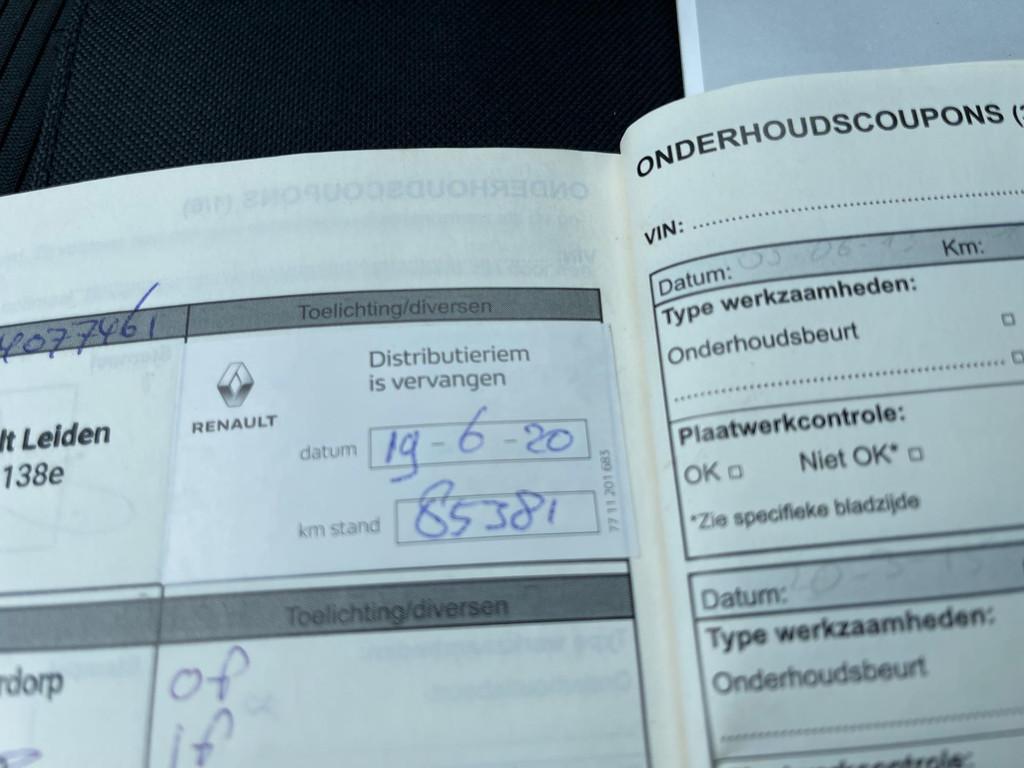 4077461
Toelichting/diversen
RENAULT
Distributieriem
is vervangen
datum 19-6-20
km stand 85381
77 11 201 683
lt Leiden
138e
Toelichting/diversen
rdorp
of
if
ONDERHOUDSCOUPONS (
VIN:
Datum: Km:
Type werkzaamheden:
Onderhoudsbeurt
Plaatwerkcontrole:
OK □ Niet OK* □
*Zie specifieke bladzijde
Datum:
Type werkzaamheden:
Onderhoudsbeurt